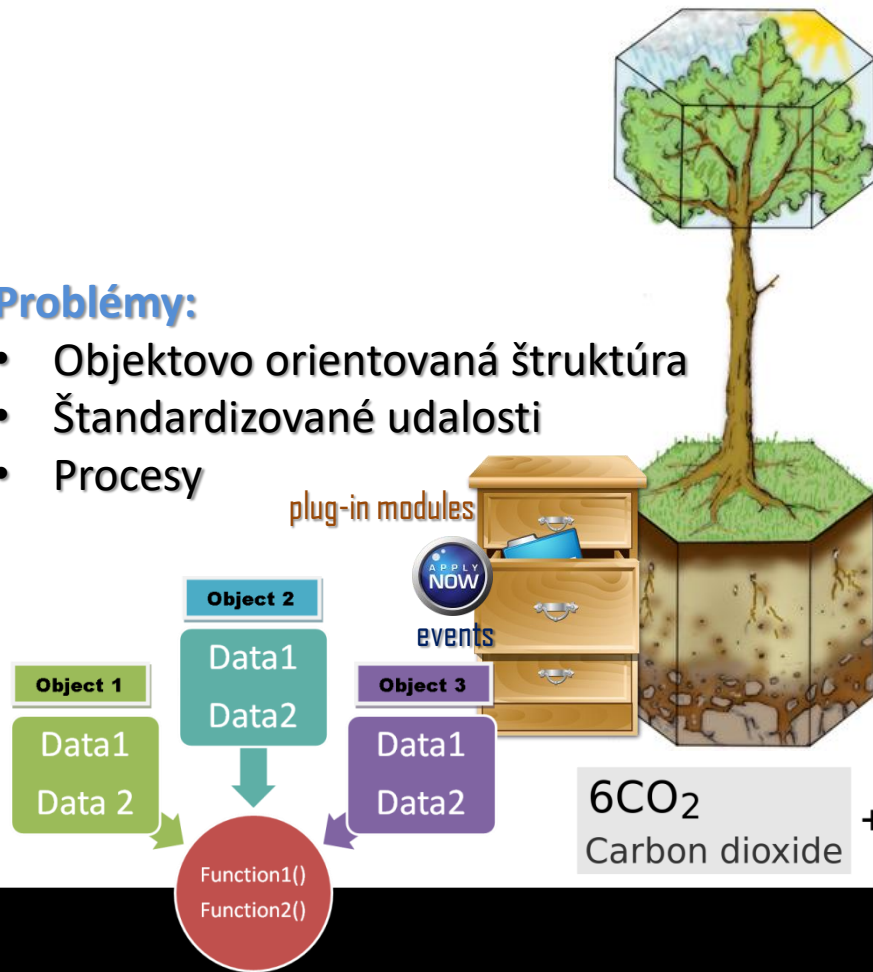 Problémy:
• Objektovo orientovaná štruktúra
• Štandardizované udalosti
• Procesy
plug-in modules
APPLY
NOW
events
Object 2
Data1
Data2
Object 1
Data1
Data 2
Object 3
Data1
Data2
Function1()
Function2()
6CO₂ +
Carbon dioxide